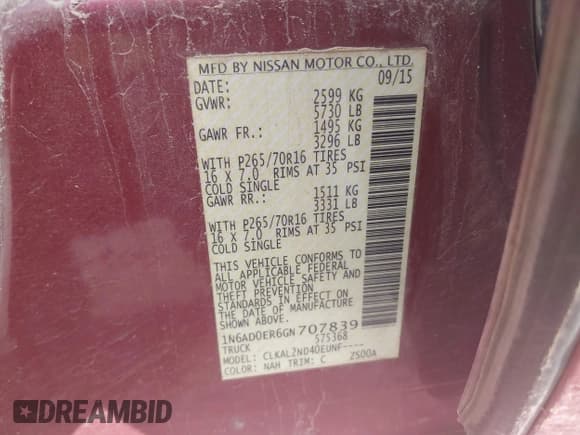 MFD BY NISSAN MOTOR CO., LTD.
DATE: 09/15
GVWR: 2599 KG
5730 LB
GAWR FR.: 1495 KG
3296 LB
WITH P265/70R16 TIRES
16 X 7.0 RIMS AT 35 PSI
COLD SINGLE
GAWR RR.: 1511 KG
3331 LB
WITH P265/70R16 TIRES
16 X 7.0 RIMS AT 35 PSI
COLD SINGLE
THIS VEHICLE CONFORMS TO
ALL APPLICABLE FEDERAL
MOTOR VEHICLE SAFETY AND
THEFT PREVENTION
STANDARDS IN EFFECT ON
THE DATE OF MANUFACTURE
1N6AD0ER6GN707839
TRUCK 575368
MODEL: CLKAL2ND40EUNF----
COLOR: NAH TRIM: C 2S00A
DREAMBID